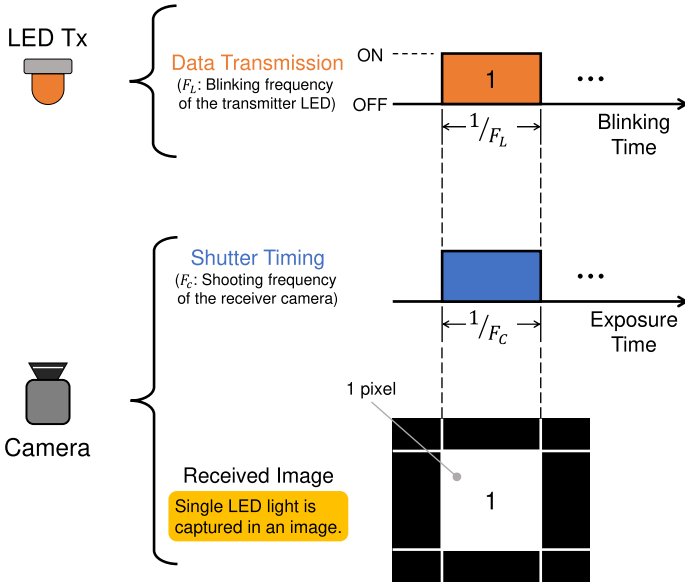 LED Tx
Data Transmission
(F_L: Blinking frequency
of the transmitter LED)
ON
OFF
1
...
1/F_L
Blinking
Time
Shutter Timing
(F_c: Shooting frequency
of the receiver camera)
...
1/F_C
Exposure
Time
Camera
1 pixel
Received Image
Single LED light is
captured in an image.
1